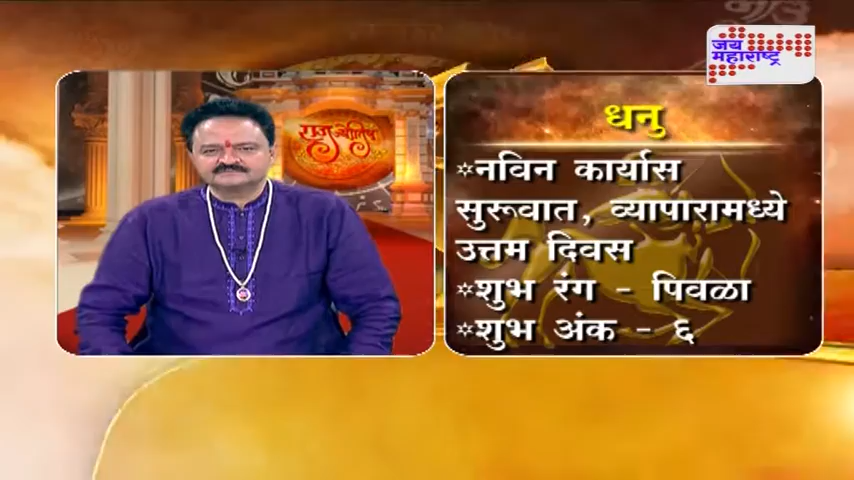 जय
महाराष्ट्र
राज ज्योतिष
धनु
*नविन कार्यास
सुरूवात, व्यापारामध्ये
उत्तम दिवस
*शुभ रंग - पिवळा
*शुभ अंक - ६